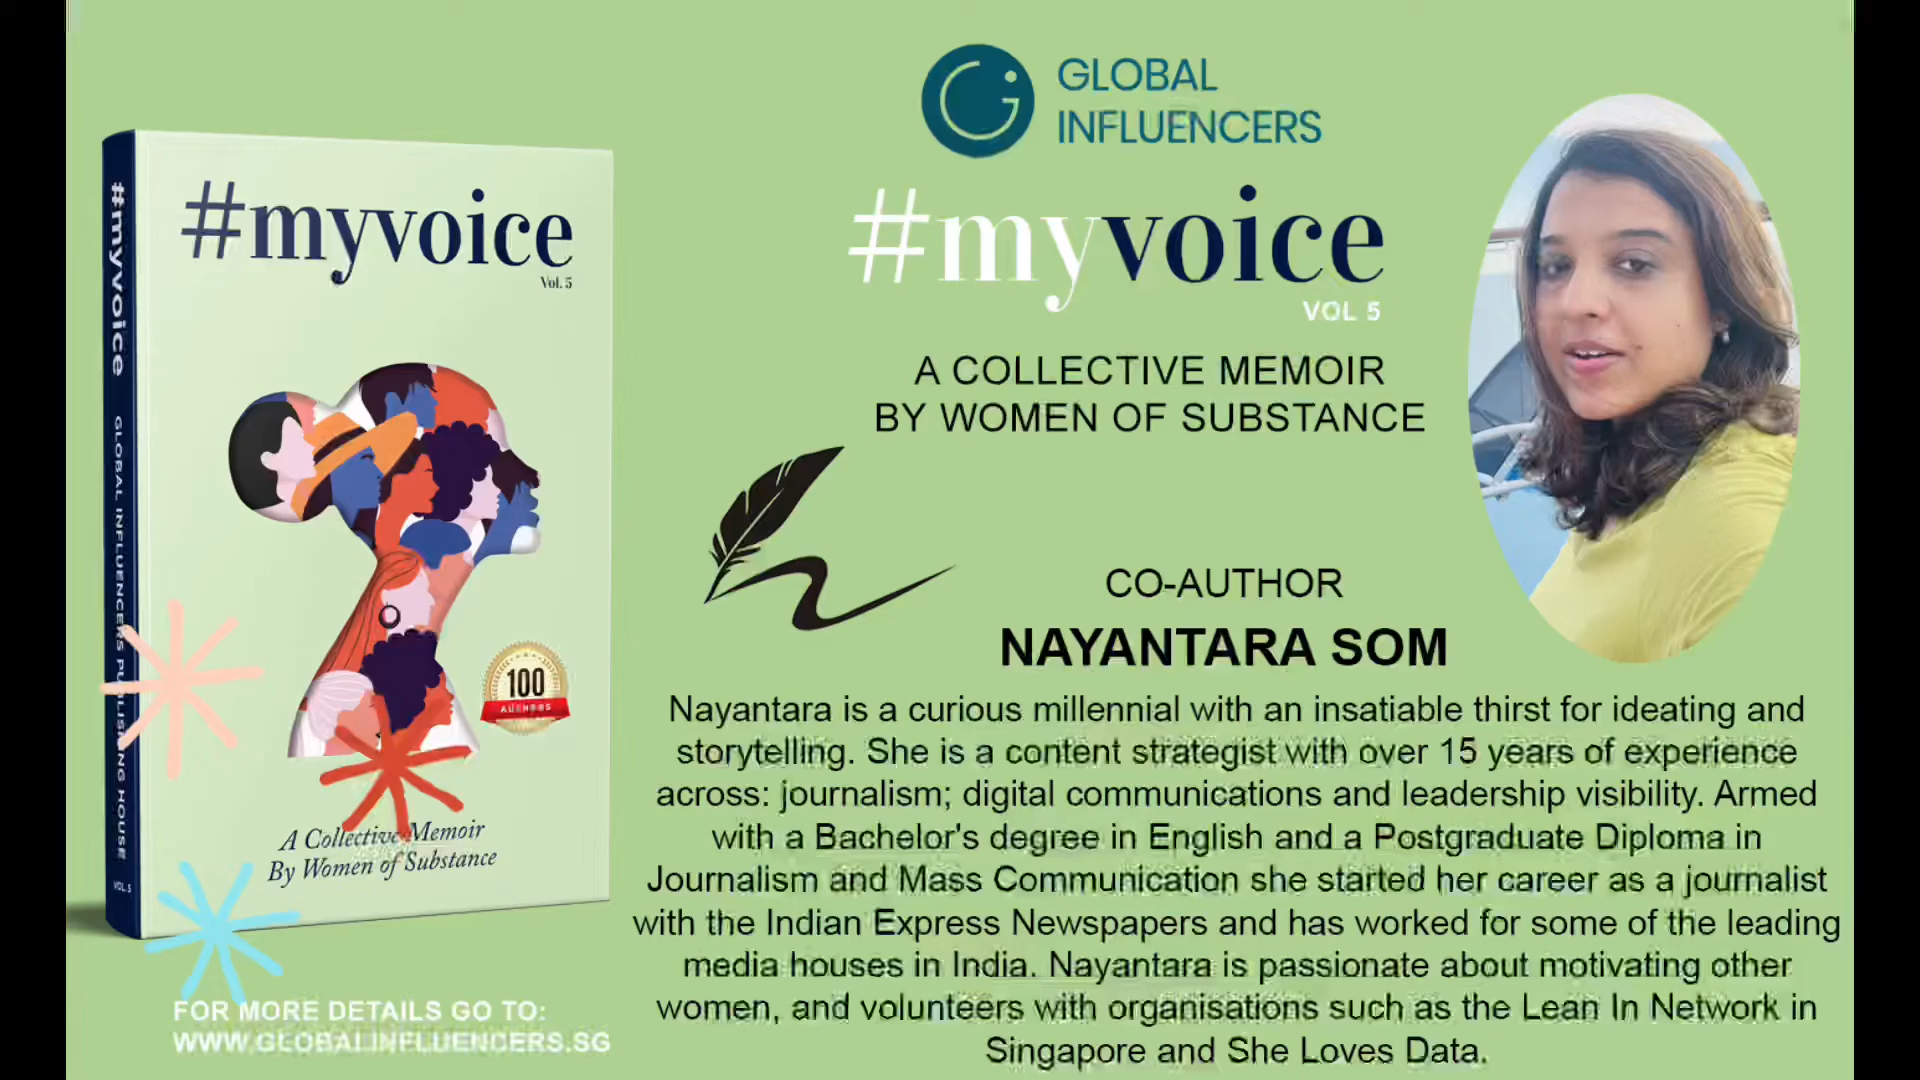 #myvoice
Vol. 5
#myvoice
GLOBAL INFLUENCERS PUBLISHING HOUSE
VOL 5
100
AUTHORS
A Collective Memoir
By Women of Substance
FOR MORE DETAILS GO TO:
WWW.GLOBALINFLUENCERS.SG
GLOBAL
INFLUENCERS
#myvoice
VOL 5
A COLLECTIVE MEMOIR
BY WOMEN OF SUBSTANCE
CO-AUTHOR
NAYANTARA SOM
Nayantara is a curious millennial with an insatiable thirst for ideating and
storytelling. She is a content strategist with over 15 years of experience
across: journalism; digital communications and leadership visibility. Armed
with a Bachelor's degree in English and a Postgraduate Diploma in
Journalism and Mass Communication she started her career as a journalist
with the Indian Express Newspapers and has worked for some of the leading
media houses in India. Nayantara is passionate about motivating other
women, and volunteers with organisations such as the Lean In Network in
Singapore and She Loves Data.